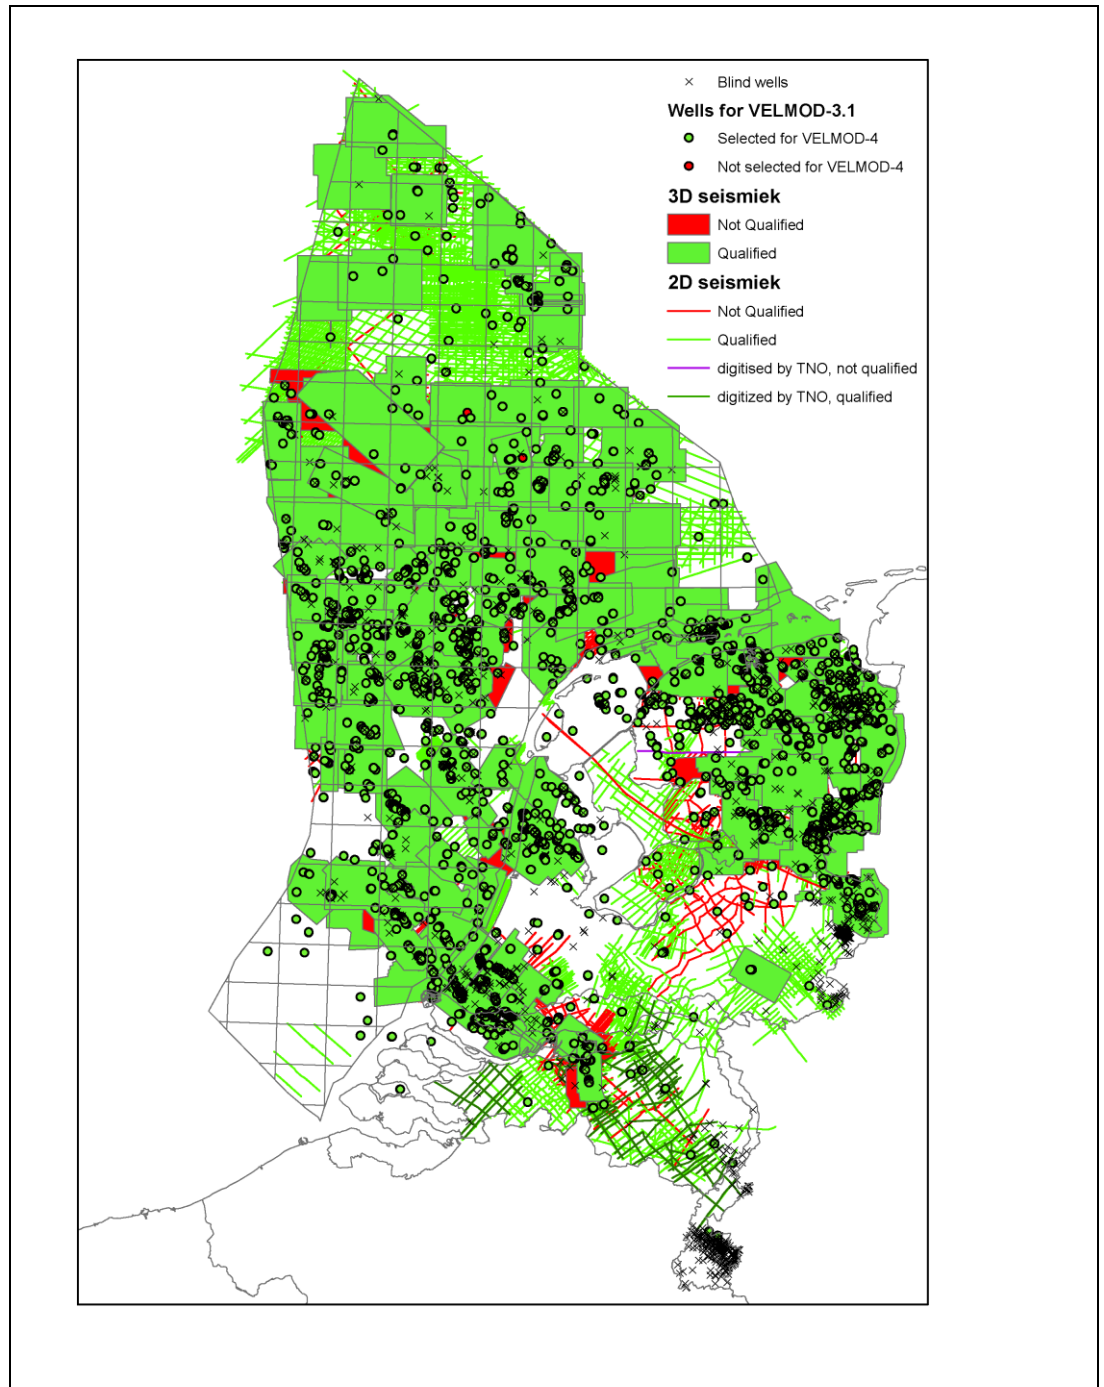 Blind wells
Wells for VELMOD-3.1
Selected for VELMOD-4
Not selected for VELMOD-4
3D seismiek
Not Qualified
Qualified
2D seismiek
Not Qualified
Qualified
digitised by TNO, not qualified
digitized by TNO, qualified